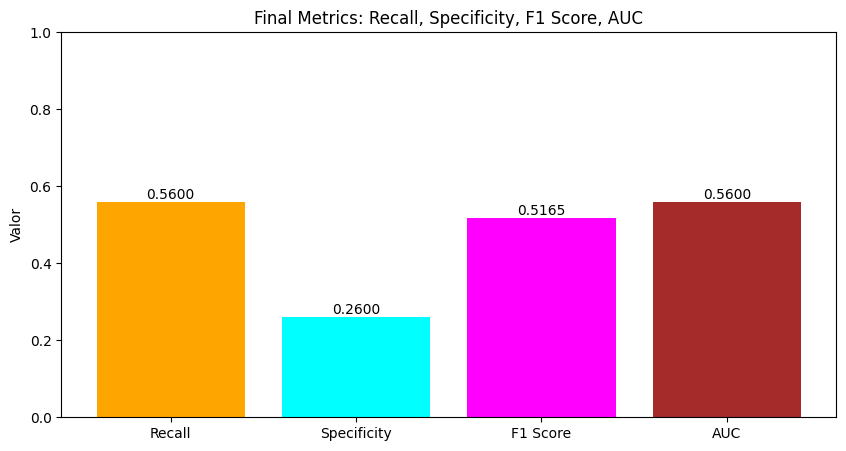 Final Metrics: Recall, Specificity, F1 Score, AUC
Valor
1.0
0.8
0.6
0.4
0.2
0.0
0.5600
0.2600
0.5165
0.5600
Recall
Specificity
F1 Score
AUC